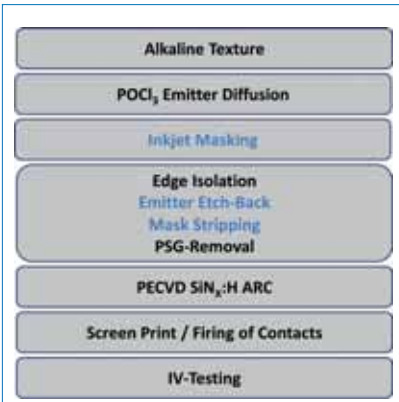 Alkaline Texture
POCl₃ Emitter Diffusion
Inkjet Masking
Edge Isolation
Emitter Etch-Back
Mask Stripping
PSG-Removal
PECVD SiNₓ:H ARC
Screen Print / Firing of Contacts
IV-Testing